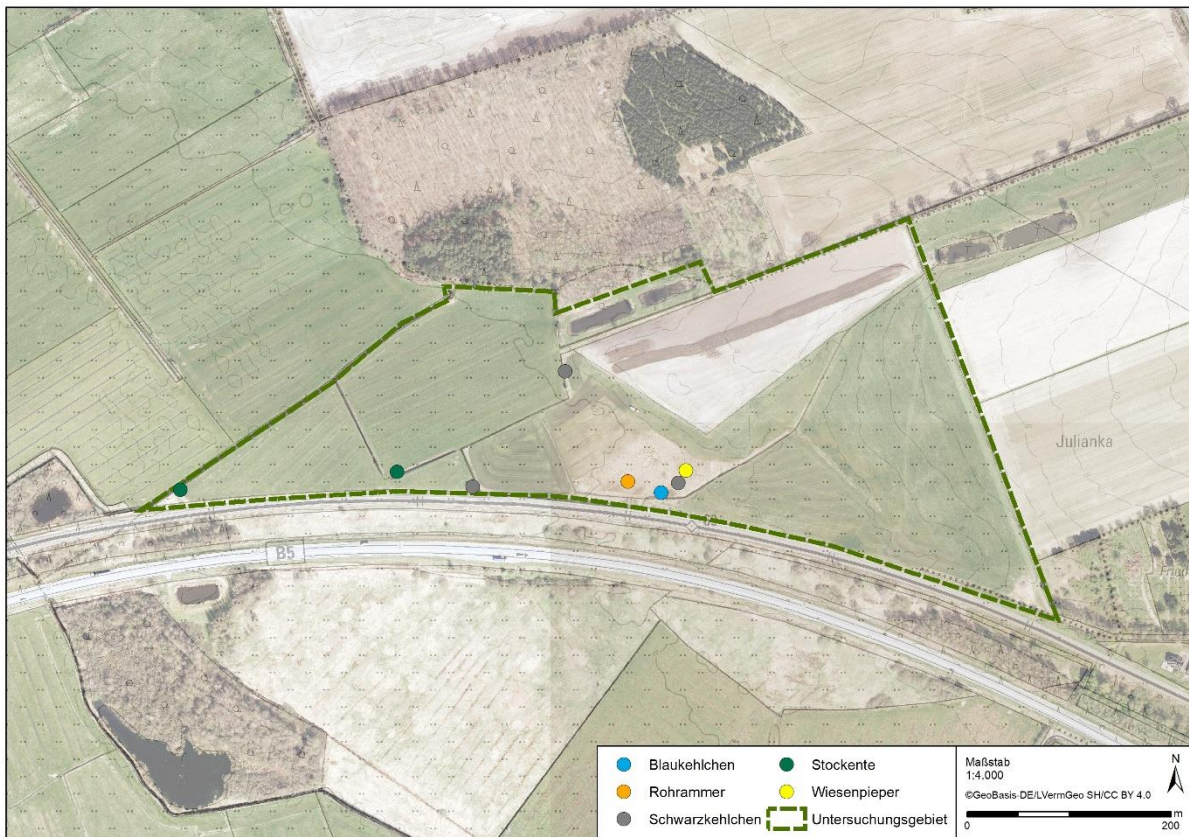 Julianka
B5
Blaukehlchen
Rohrammer
Schwarzkehlchen
Stockente
Wiesenpieper
Untersuchungsgebiet
Maßstab
1:4.000
©GeoBasis-DE/LVermGeo SH/CC BY 4.0
N
0 200 m